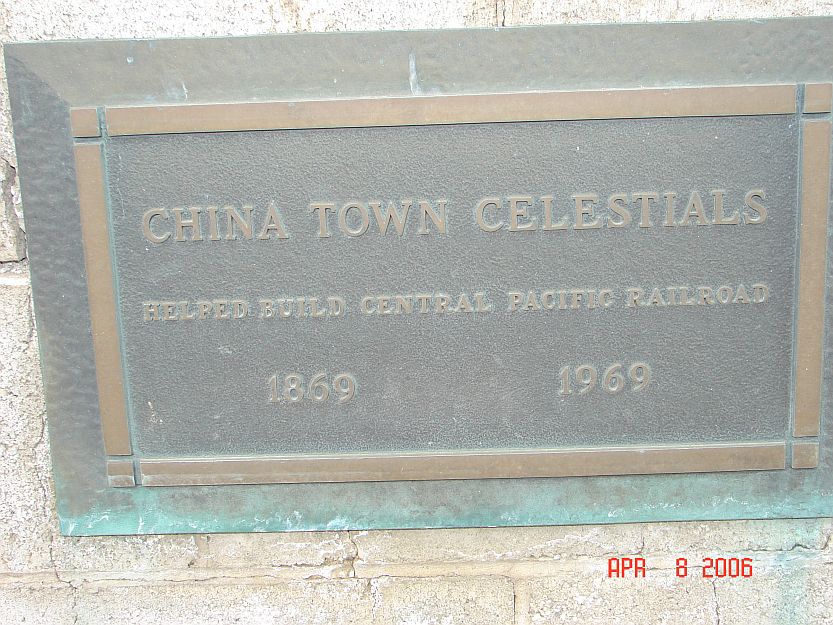 CHINA TOWN CELESTIALS
HELPED BUILD CENTRAL PACIFIC RAILROAD
1869 1969
APR 8 2006